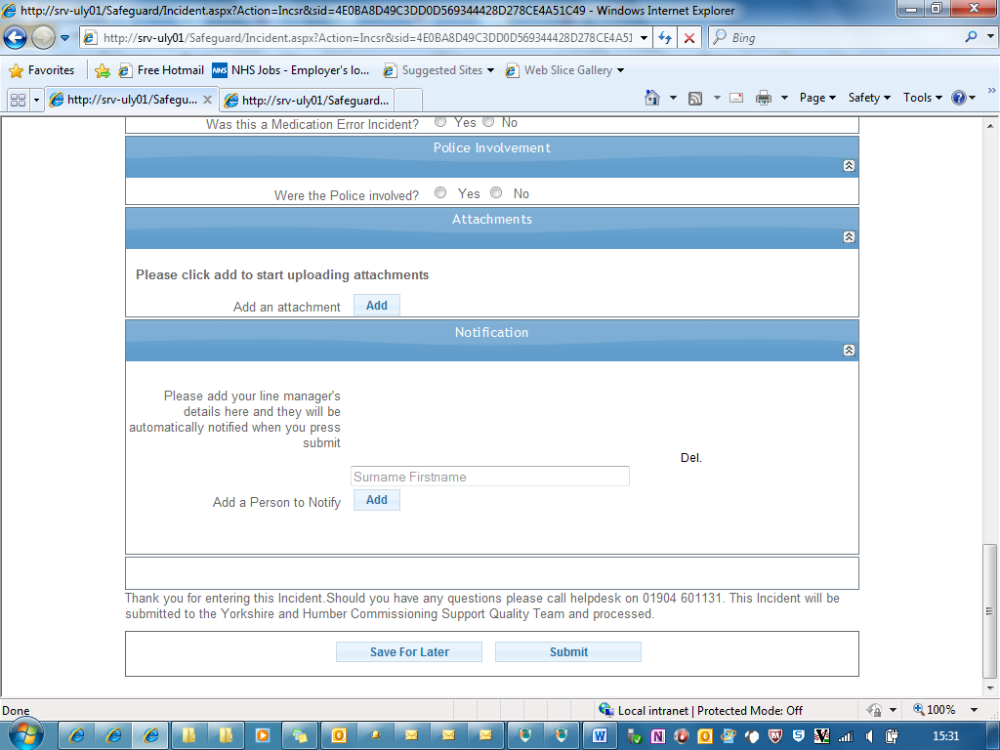 http://srv-uly01/Safeguard/Incident.aspx?Action=Incsr&sid=4E0BA8D49C3DD0D569344428D278CE4A51C49 - Windows Internet Explorer
http://srv-uly01/Safeguard/Incident.aspx?Action=Incsr&sid=4E0BA8D49C3DD0D569344428D278CE4A51 Bing
Favorites Free Hotmail NHS NHS Jobs - Employer's lo... Suggested Sites Web Slice Gallery
http://srv-uly01/Safegu... http://srv-uly01/Safeguard... Page Safety Tools
Was this a Medication Error Incident? Yes No
Police Involvement
Were the Police involved? Yes No
Attachments
Please click add to start uploading attachments
Add an attachment Add
Notification
Please add your line manager's
details here and they will be
automatically notified when you press
submit
Del.
Surname Firstname
Add a Person to Notify Add
Thank you for entering this Incident.Should you have any questions please call helpdesk on 01904 601131. This Incident will be
submitted to the Yorkshire and Humber Commissioning Support Quality Team and processed.
Save For Later Submit
Done Local intranet | Protected Mode: Off 100%
15:31